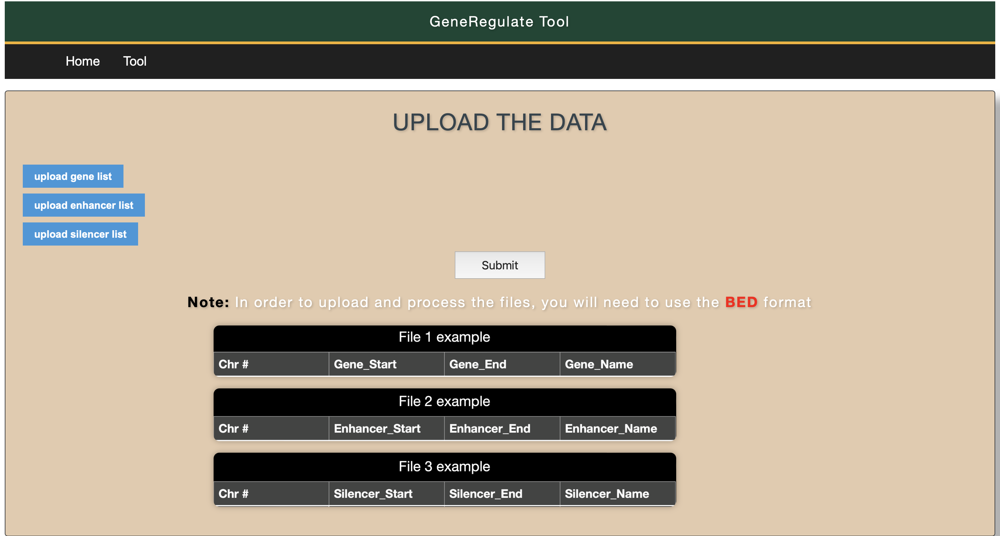 GeneRegulate Tool
Home Tool
UPLOAD THE DATA
upload gene list
upload enhancer list
upload silencer list
Submit
Note: In order to upload and process the files, you will need to use the BED format
File 1 example
Chr # Gene_Start Gene_End Gene_Name
File 2 example
Chr # Enhancer_Start Enhancer_End Enhancer_Name
File 3 example
Chr # Silencer_Start Silencer_End Silencer_Name